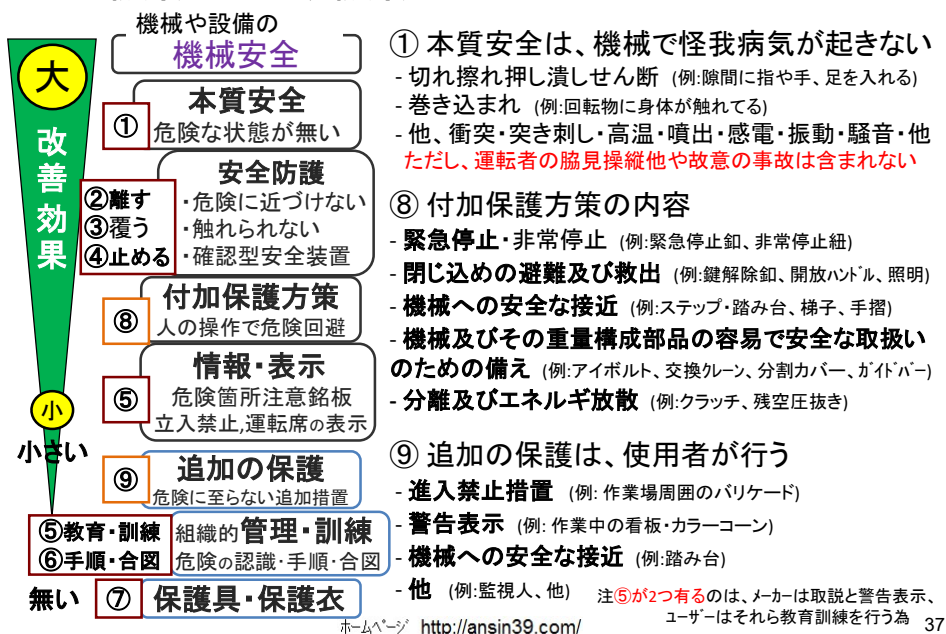 機械や設備の
機械安全
大
改善効果
小
小さい
無い
① 本質安全
危険な状態が無い
安全防護
②離す ・危険に近づけない
③覆う ・触れられない
④止める ・確認型安全装置
⑧ 付加保護方策
人の操作で危険回避
⑤ 情報・表示
危険箇所注意銘板
立入禁止,運転席の表示
⑨ 追加の保護
危険に至らない追加措置
⑤教育・訓練 組織的管理・訓練
⑥手順・合図 危険の認識・手順・合図
⑦ 保護具・保護衣
① 本質安全は、機械で怪我病気が起きない
- 切れ擦れ押し潰しせん断 (例:隙間に指や手、足を入れる)
- 巻き込まれ (例:回転物に身体が触れてる)
- 他、衝突・突き刺し・高温・噴出・感電・振動・騒音・他
ただし、運転者の脇見操縦他や故意の事故は含まれない
⑧ 付加保護方策の内容
- 緊急停止・非常停止 (例:緊急停止釦、非常停止紐)
- 閉じ込めの避難及び救出 (例:鍵解除釦、開放ﾊﾝﾄﾞﾙ、照明)
- 機械への安全な接近 (例:ステップ・踏み台、梯子、手摺)
- 機械及びその重量構成部品の容易で安全な取扱い
のための備え (例:アイボルト、交換ｸﾚｰﾝ、分割カバー、ｶﾞｲﾄﾞﾊﾞｰ)
- 分離及びエネルギ放散 (例:クラッチ、残空圧抜き)
⑨ 追加の保護は、使用者が行う
- 進入禁止措置 (例: 作業場周囲のバリケード)
- 警告表示 (例: 作業中の看板・カラーコーン)
- 機械への安全な接近 (例:踏み台)
- 他 (例:監視人、他)
注⑤が2つ有るのは、ﾒｰｶｰは取説と警告表示、
ﾕｰｻﾞｰはそれら教育訓練を行う為
ﾎｰﾑﾍﾟｰｼﾞ http://ansin39.com/
37